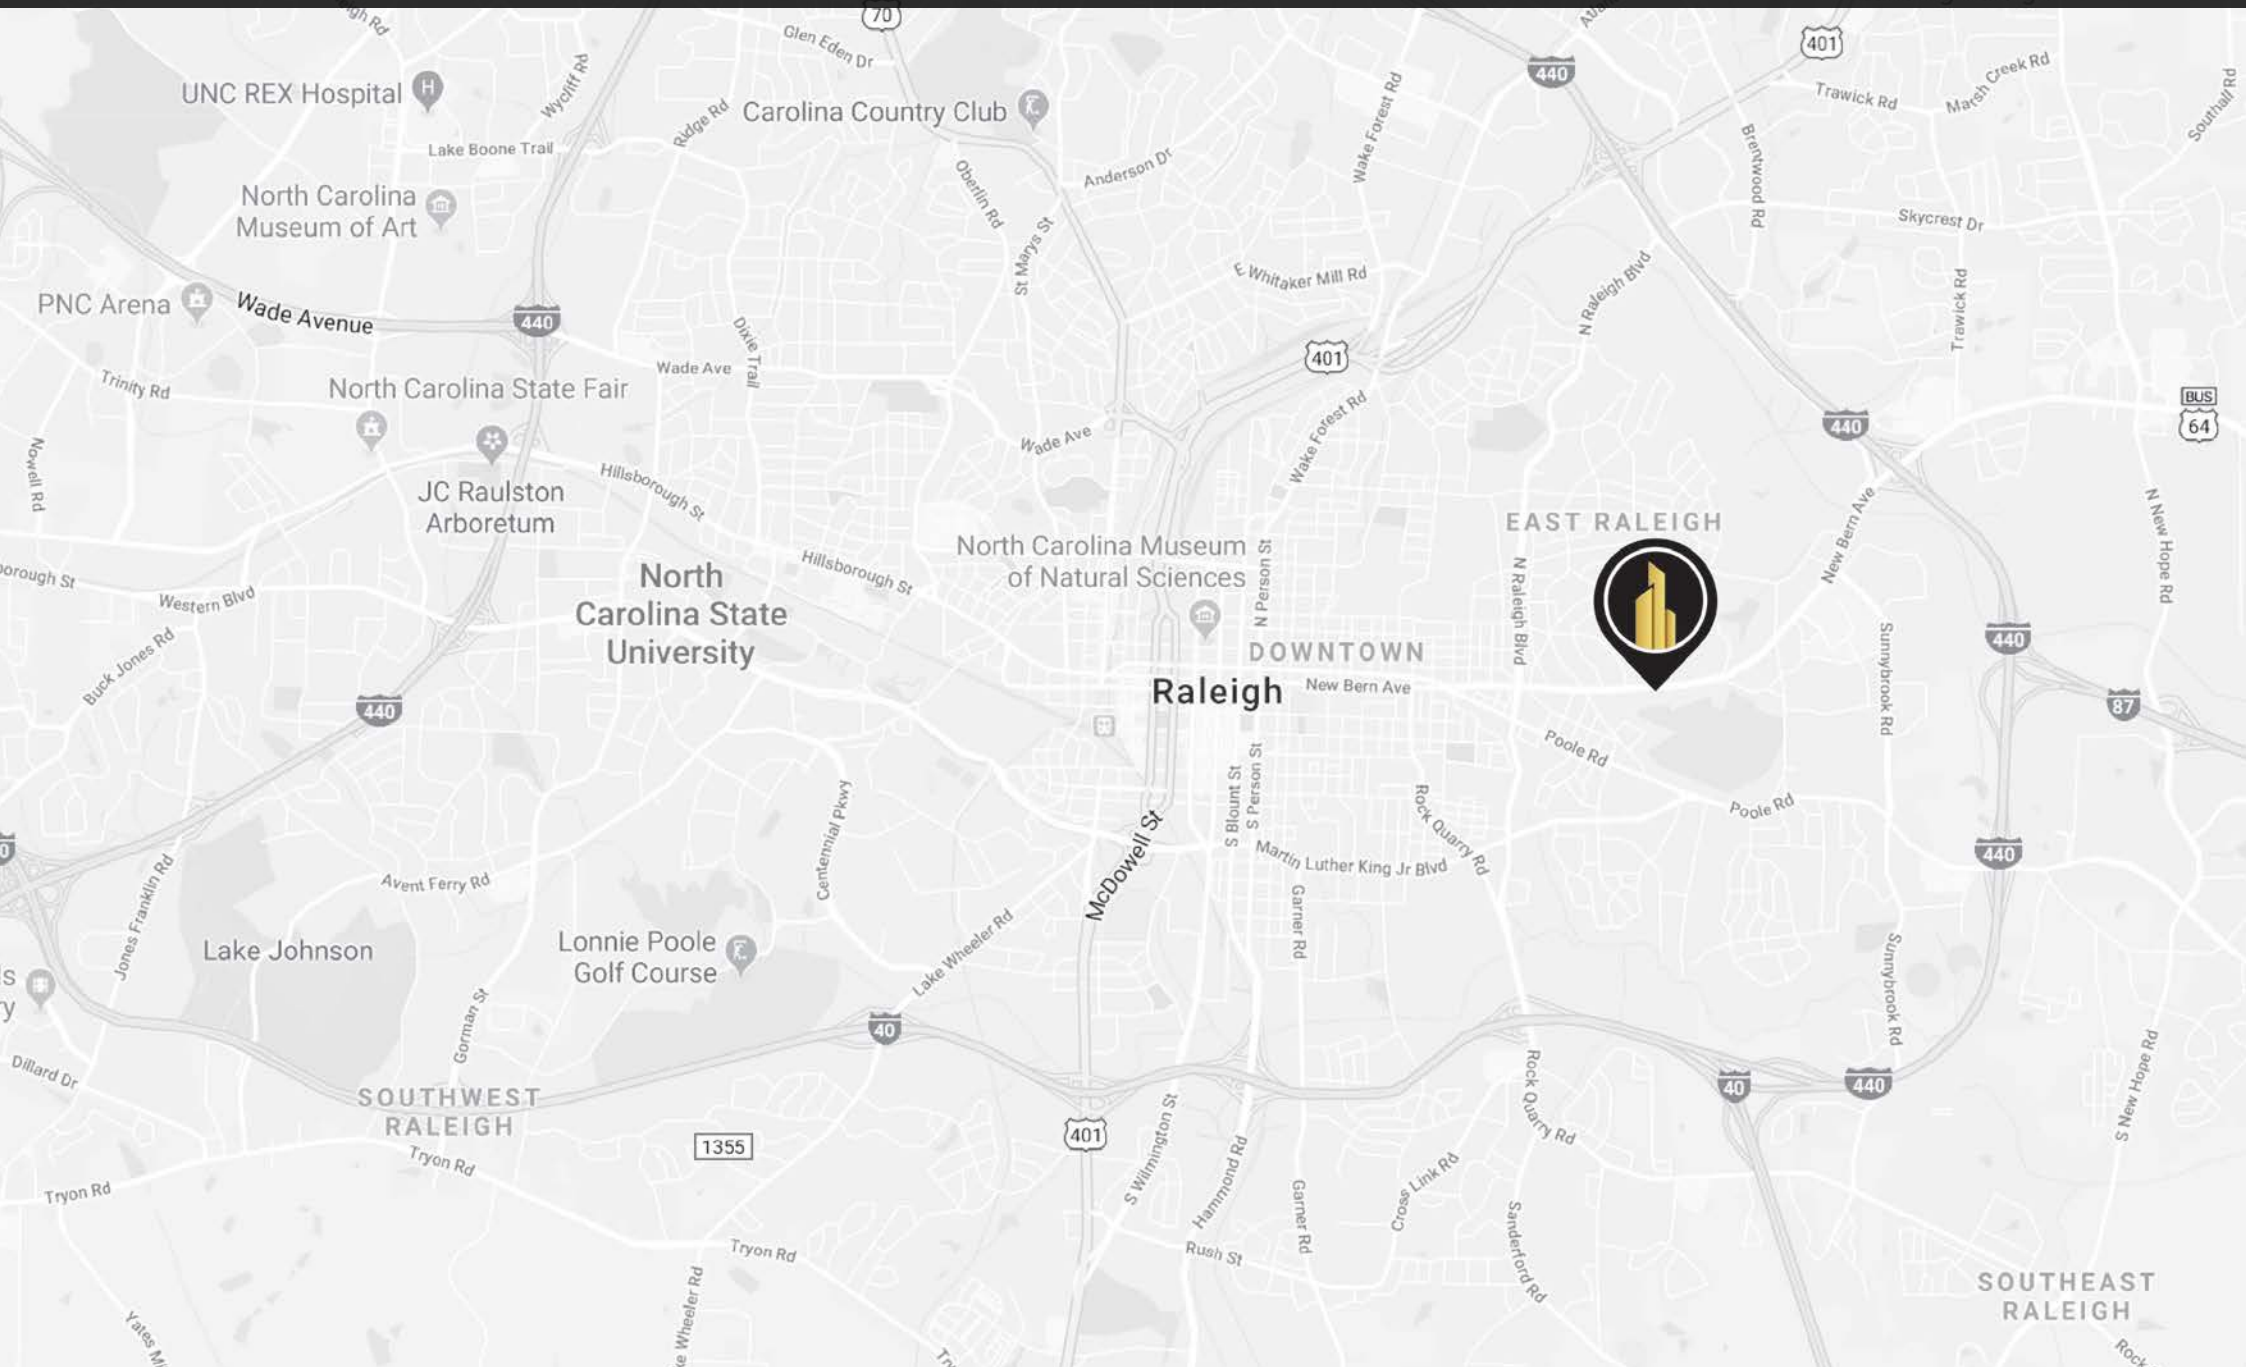 70
401
Glen Eden Dr
440
UNC REX Hospital
H
Wycliff Rd
Ridge Rd
Carolina Country Club
Wake Forest Rd
Trawick Rd
Marsh Creek Rd
Southall Rd
Lake Boone Trail
Oberlin Rd
Anderson Dr
Brentwood Rd
North Carolina
Museum of Art
St Marys St
Skycrest Dr
E Whitaker Mill Rd
N Raleigh Blvd
Trawick Rd
PNC Arena
Wade Avenue
440
Dixie Trail
401
Trinity Rd
Wade Ave
North Carolina State Fair
BUS
64
440
Nowell Rd
Wade Ave
Wake Forest Rd
Hillsborough St
JC Raulston
Arboretum
New Bern Ave
N New Hope Rd
EAST RALEIGH
North Carolina Museum
of Natural Sciences
N Person St
Hillsborough St
North
Carolina State
University
N Raleigh Blvd
Western Blvd
Buck Jones Rd
DOWNTOWN
Sunnybrook Rd
440
Raleigh
New Bern Ave
440
87
Poole Rd
S Blount St
S Person St
Centennial Pkwy
Rock Quarry Rd
Poole Rd
McDowell St
Martin Luther King Jr Blvd
440
Jones Franklin Rd
Avent Ferry Rd
Garner Rd
Lake Johnson
Lonnie Poole
Golf Course
Lake Wheeler Rd
Sunnybrook Rd
Gorman St
40
Dillard Dr
SOUTHWEST
RALEIGH
Rock Quarry Rd
40
440
S New Hope Rd
1355
401
S Wilmington St
Hammond Rd
Tryon Rd
Tryon Rd
Garner Rd
Cross Link Rd
Sanderford Rd
Tryon Rd
Rush St
SOUTHEAST
RALEIGH
Wheeler Rd
Yates
Rock